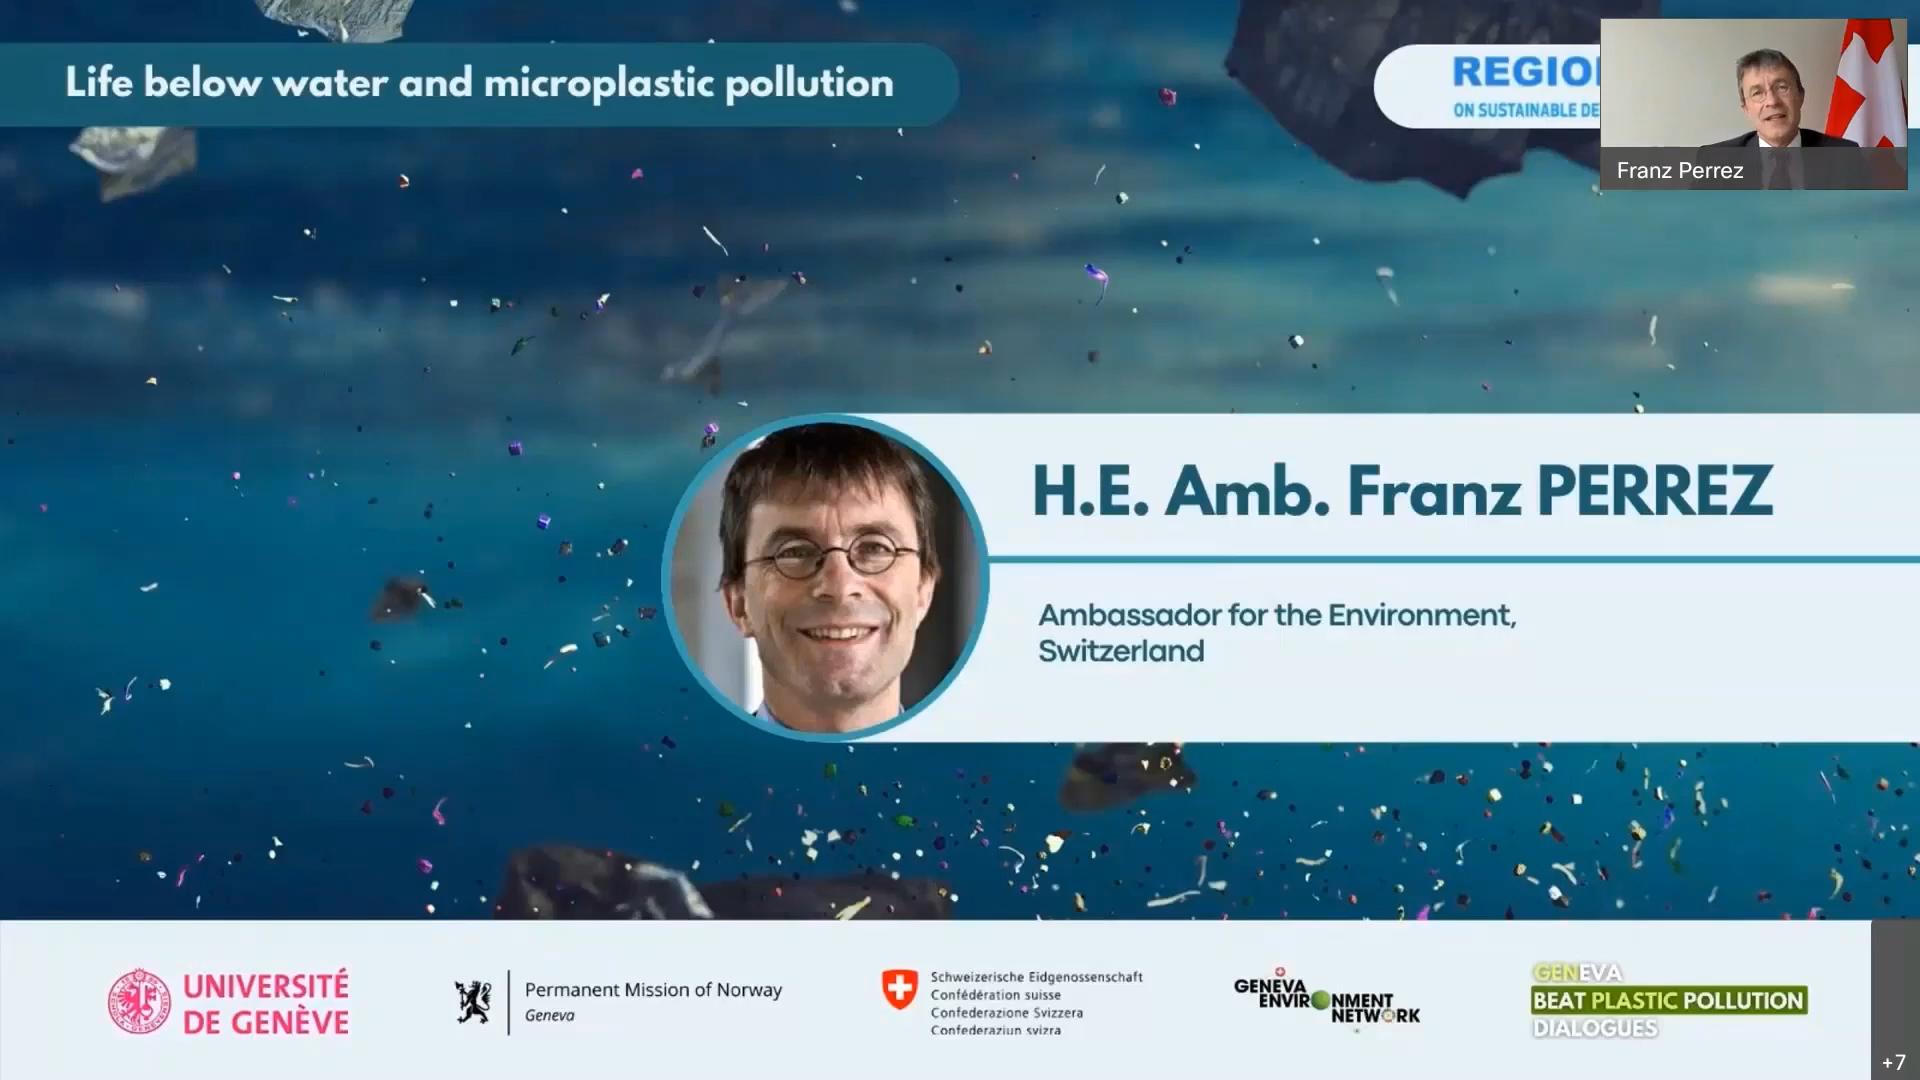 Life below water and microplastic pollution
REGIO
ON SUSTAINABLE DE
Franz Perrez
H.E. Amb. Franz PERREZ
Ambassador for the Environment,
Switzerland
UNIVERSITÉ
DE GENÈVE
Permanent Mission of Norway
Geneva
Schweizerische Eidgenossenschaft
Confédération suisse
Confederazione Svizzera
Confederaziun svizra
GENEVA
ENVIRONMENT
NETWORK
GENEVA
BEAT PLASTIC POLLUTION
DIALOGUES
+7